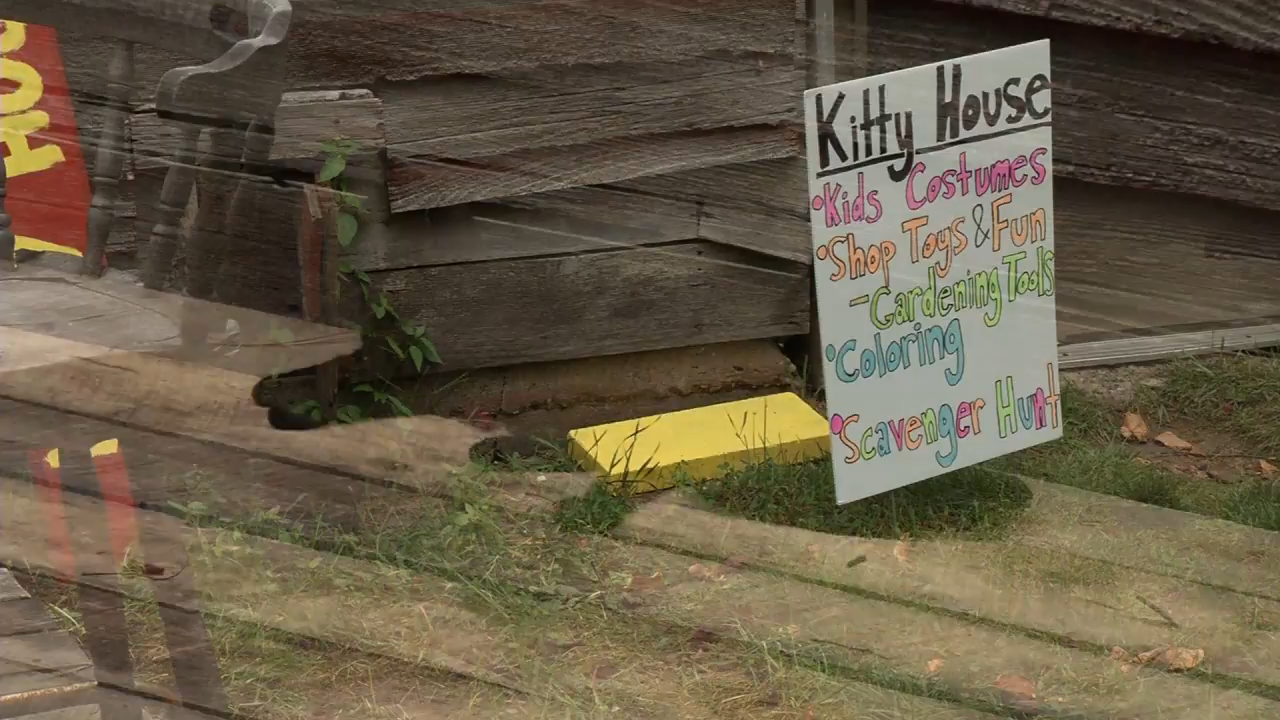 Kitty House
•Kids Costumes
•Shop Toys & Fun
-Gardening Tools
•Coloring
•Scavenger Hunt